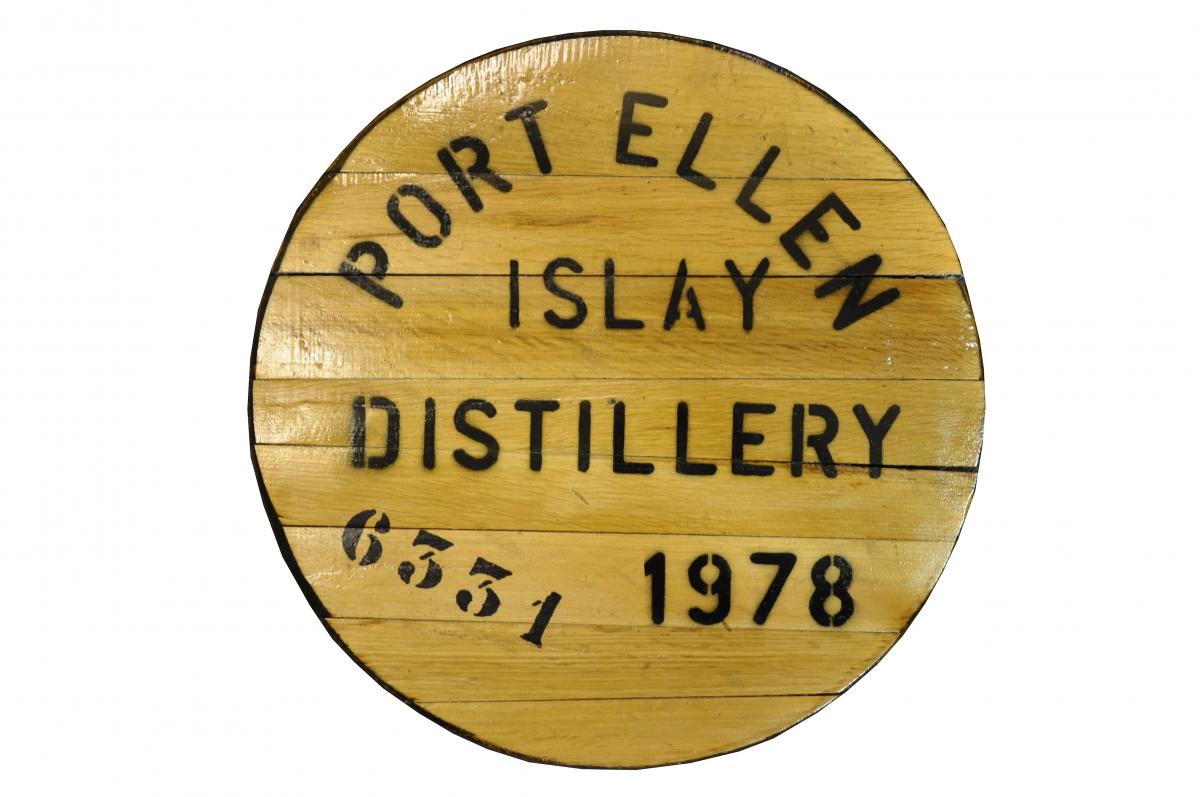 PORT ELLEN
ISLAY
DISTILLERY
6331 1978